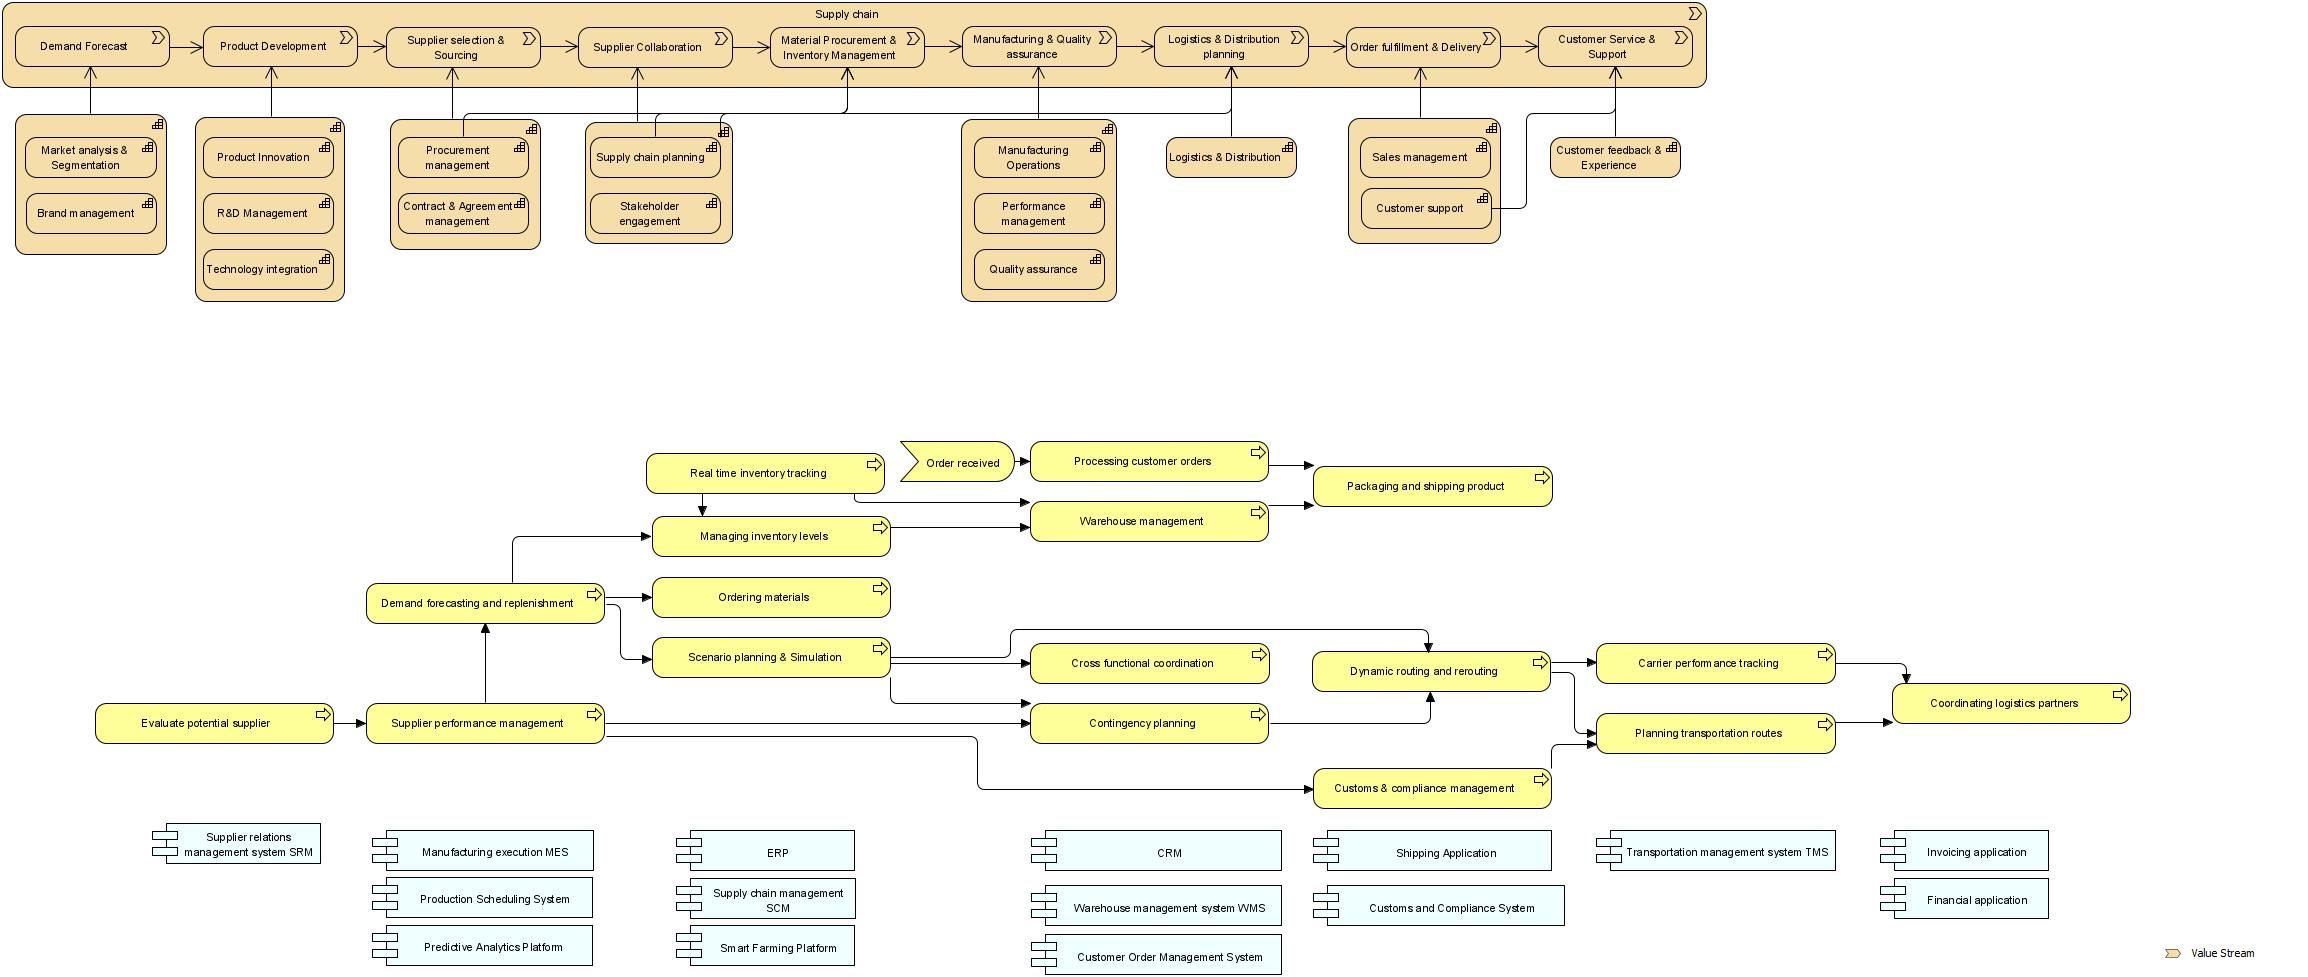 Supply chain
Demand Forecast
Product Development
Supplier selection &
Sourcing
Supplier Collaboration
Material Procurement &
Inventory Management
Manufacturing & Quality
assurance
Logistics & Distribution
planning
Order fulfillment & Delivery
Customer Service &
Support
Market analysis &
Segmentation
Brand management
Product Innovation
R&D Management
Technology integration
Procurement
management
Contract & Agreement
management
Supply chain planning
Stakeholder
engagement
Manufacturing
Operations
Performance
management
Quality assurance
Logistics & Distribution
Sales management
Customer support
Customer feedback &
Experience
Real time inventory tracking
Order received
Processing customer orders
Packaging and shipping product
Managing inventory levels
Warehouse management
Demand forecasting and replenishment
Ordering materials
Scenario planning & Simulation
Cross functional coordination
Dynamic routing and rerouting
Carrier performance tracking
Coordinating logistics partners
Evaluate potential supplier
Supplier performance management
Contingency planning
Planning transportation routes
Customs & compliance management
Supplier relations
management system SRM
Manufacturing execution MES
Production Scheduling System
Predictive Analytics Platform
ERP
Supply chain management
SCM
Smart Farming Platform
CRM
Warehouse management system WMS
Customer Order Management System
Shipping Application
Customs and Compliance System
Transportation management system TMS
Invoicing application
Financial application
Value Stream